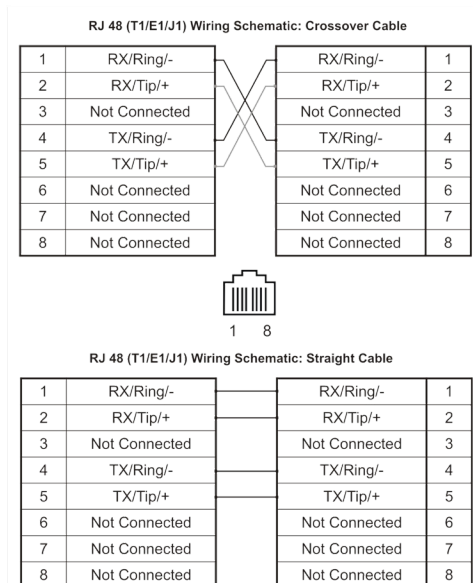 RJ 48 (T1/E1/J1) Wiring Schematic: Crossover Cable
1 RX/Ring/- RX/Ring/- 1
2 RX/Tip/+ RX/Tip/+ 2
3 Not Connected Not Connected 3
4 TX/Ring/- TX/Ring/- 4
5 TX/Tip/+ TX/Tip/+ 5
6 Not Connected Not Connected 6
7 Not Connected Not Connected 7
8 Not Connected Not Connected 8
1 8
RJ 48 (T1/E1/J1) Wiring Schematic: Straight Cable
1 RX/Ring/- RX/Ring/- 1
2 RX/Tip/+ RX/Tip/+ 2
3 Not Connected Not Connected 3
4 TX/Ring/- TX/Ring/- 4
5 TX/Tip/+ TX/Tip/+ 5
6 Not Connected Not Connected 6
7 Not Connected Not Connected 7
8 Not Connected Not Connected 8